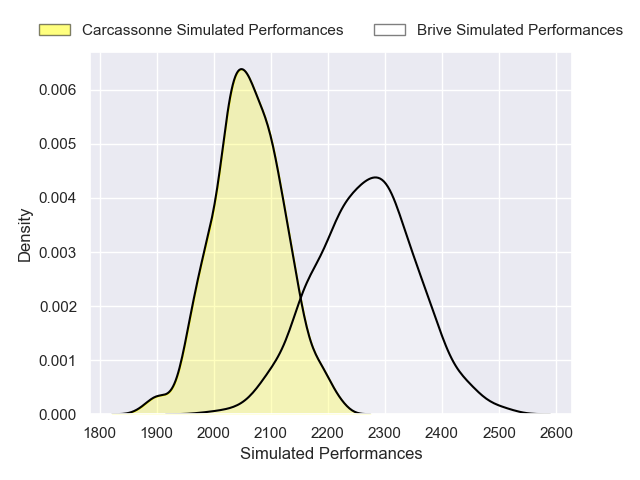 Carcassonne Simulated Performances
Brive Simulated Performances
0.006
0.005
0.004
0.003
0.002
0.001
0.000
Density
1800 1900 2000 2100 2200 2300 2400 2500 2600
Simulated Performances